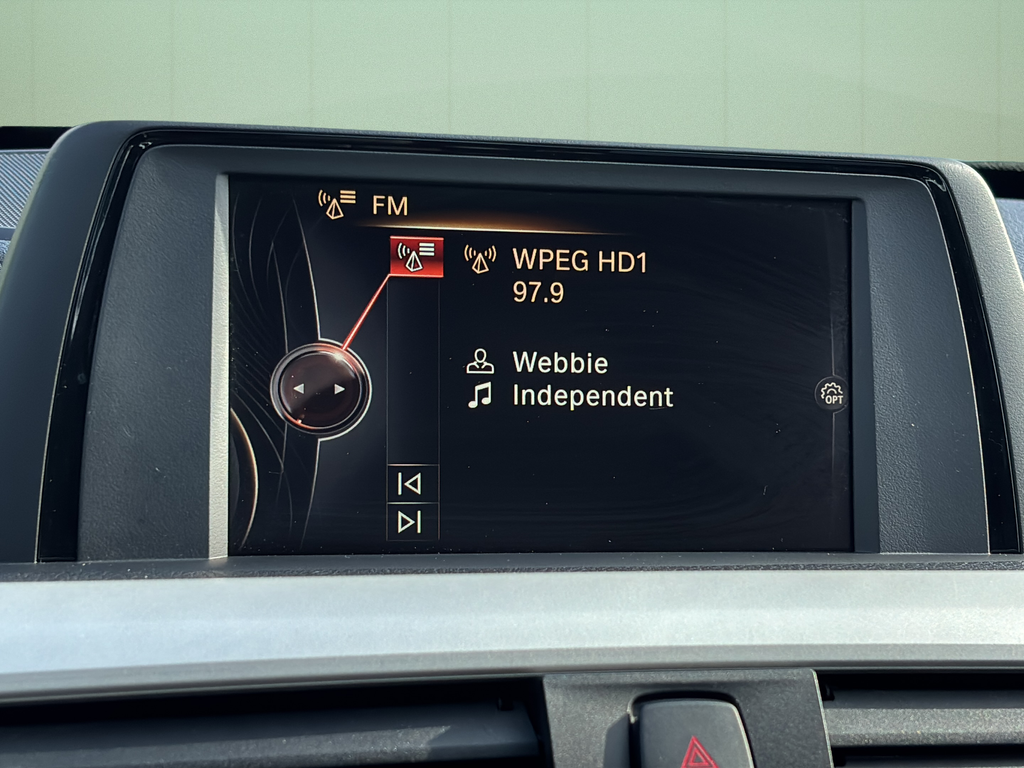 FM
WPEG HD1
97.9
Webbie
Independent
OPT